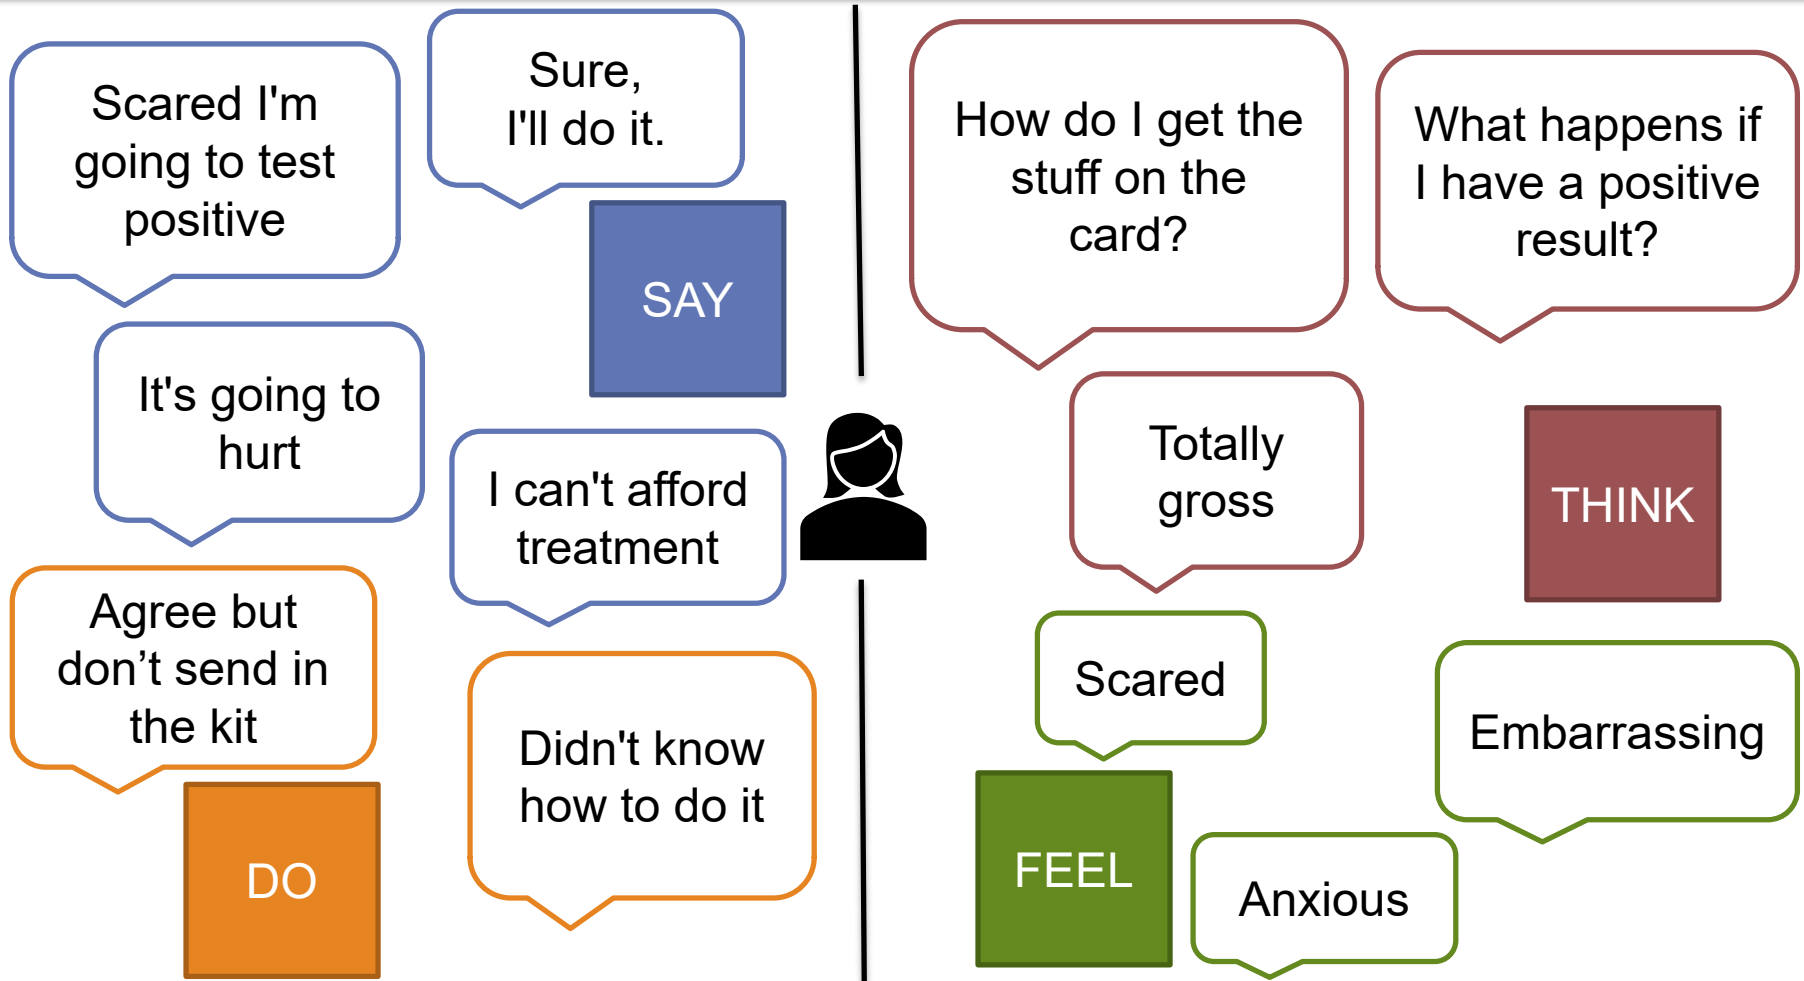 Scared I'm
going to test
positive
Sure,
I'll do it.
SAY
It's going to
hurt
I can't afford
treatment
Agree but
don’t send in
the kit
DO
Didn't know
how to do it
How do I get the
stuff on the
card?
What happens if
I have a positive
result?
Totally
gross
THINK
Scared
Embarrassing
FEEL
Anxious